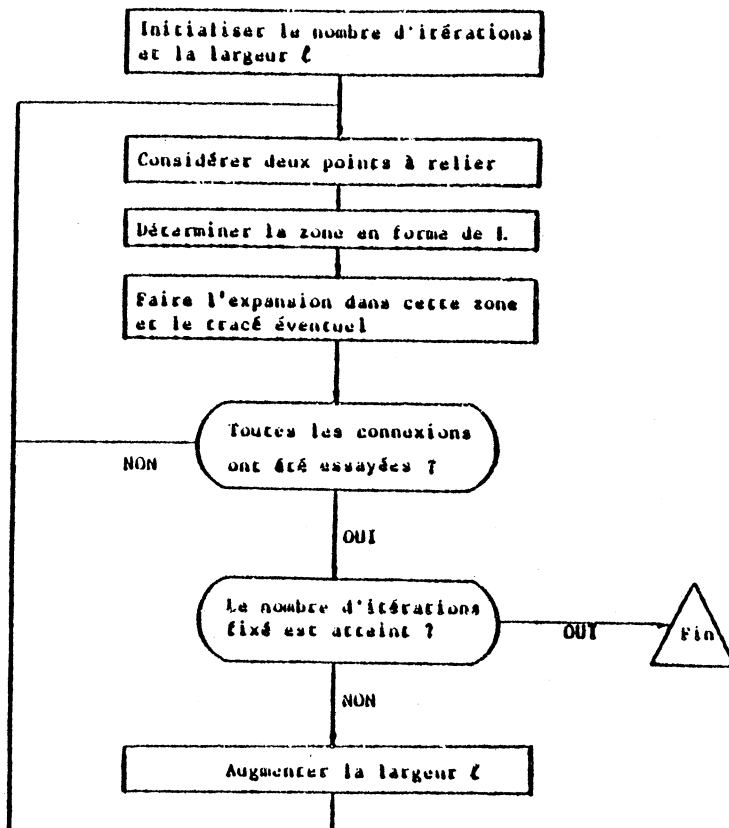 Initialiser le nombre d'itérations
et la largeur ℓ
Considérer deux points à relier
Déterminer la zone en forme de L
Faire l'expansion dans cette zone
et le tracé éventuel
Toutes les connexions
ont été essayées ?
NON
OUI
Le nombre d'itérations
fixé est atteint ?
OUI
Fin
NON
Augmenter la largeur ℓ